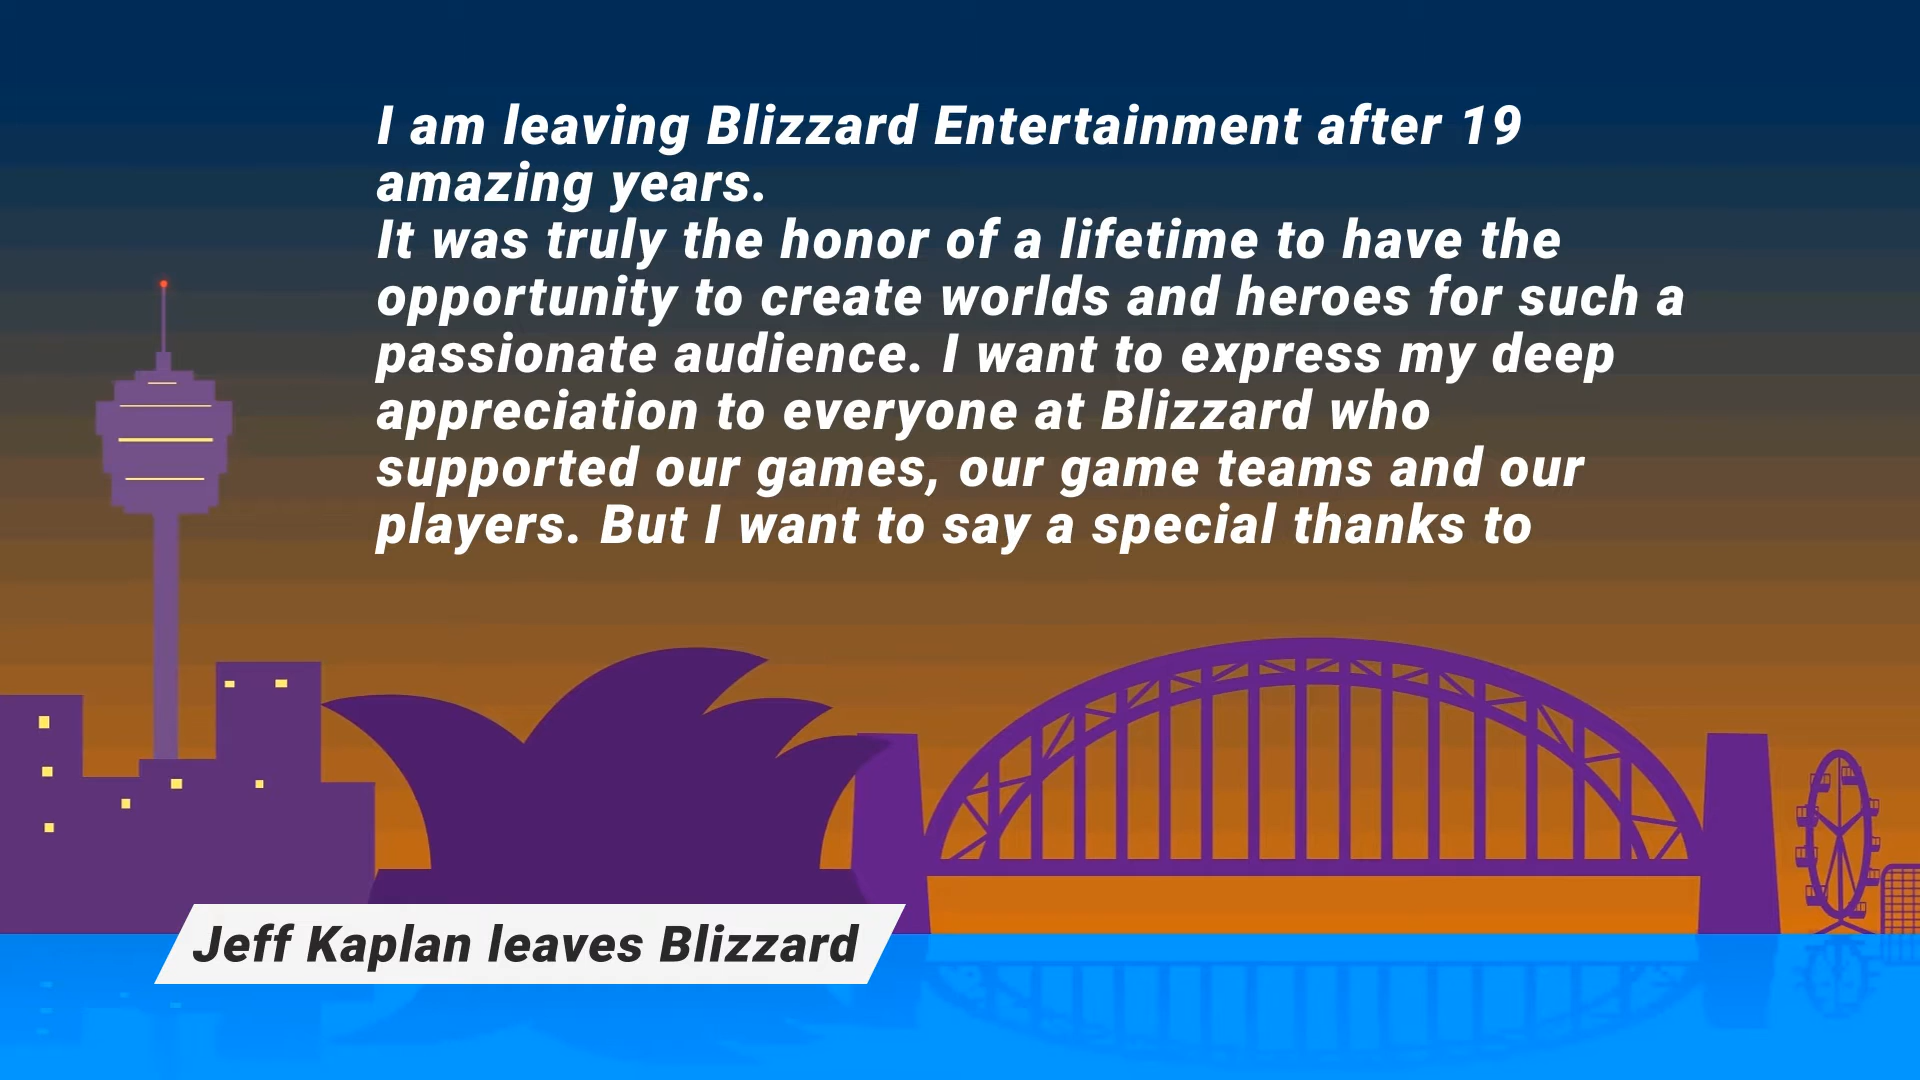 I am leaving Blizzard Entertainment after 19
amazing years.
It was truly the honor of a lifetime to have the
opportunity to create worlds and heroes for such a
passionate audience. I want to express my deep
appreciation to everyone at Blizzard who
supported our games, our game teams and our
players. But I want to say a special thanks to
Jeff Kaplan leaves Blizzard